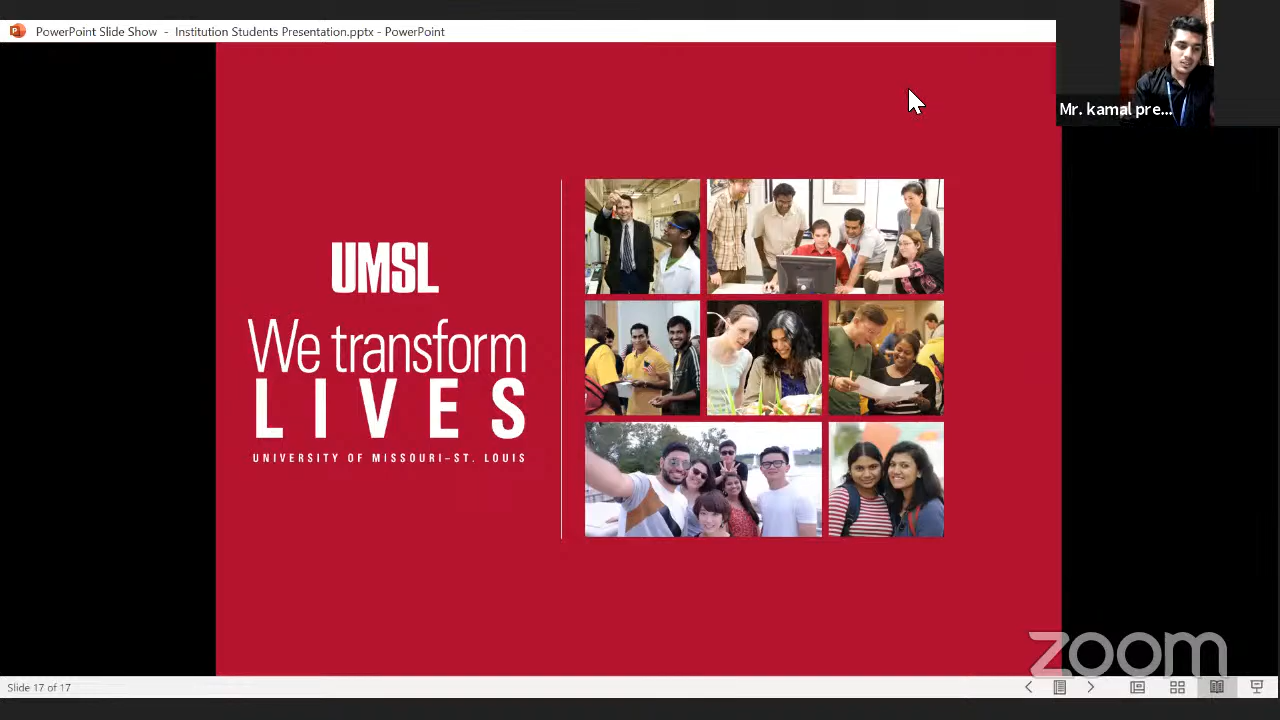 PowerPoint Slide Show - Institution Students Presentation.pptx - PowerPoint
Mr. kamal pre...
UMSL
We transform
LIVES
UNIVERSITY OF MISSOURI–ST. LOUIS
zoom
Slide 17 of 17